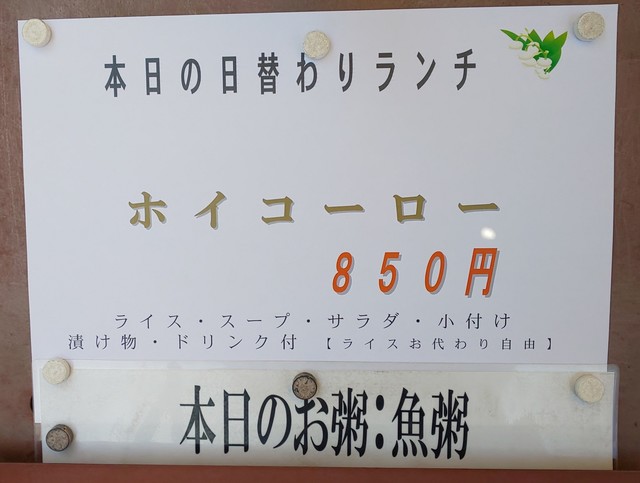 本日の日替わりランチ
ホイコーロー
850円
ライス・スープ・サラダ・小付け
漬け物・ドリンク付【ライスお代わり自由】
本日のお粥:魚粥